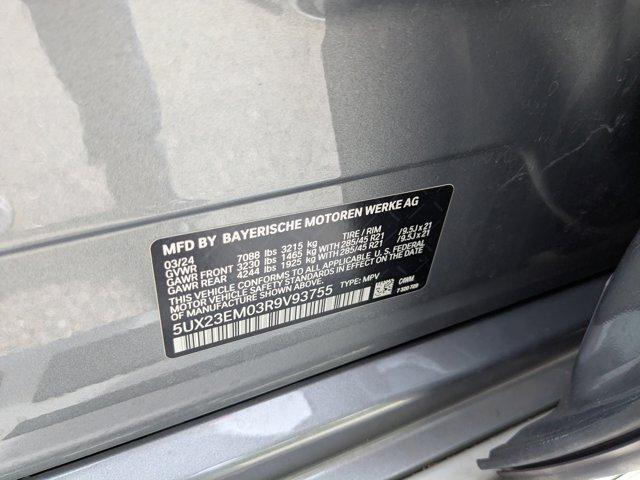 MFD BY BAYERISCHE MOTOREN WERKE AG
03/24
GVWR 7088 lbs 3215 kg TIRE / RIM
GAWR FRONT 3230 lbs 1465 kg WITH 285/45 R21 /9.5J x 21
GAWR REAR 4244 lbs 1925 kg WITH 285/45 R21 /9.5J x 21
THIS VEHICLE CONFORMS TO ALL APPLICABLE U.S. FEDERAL
MOTOR VEHICLE SAFETY STANDARDS IN EFFECT ON THE
DATE OF MANUFACTURE SHOWN ABOVE.
5UX23EM03R9V93755 TYPE: MPV